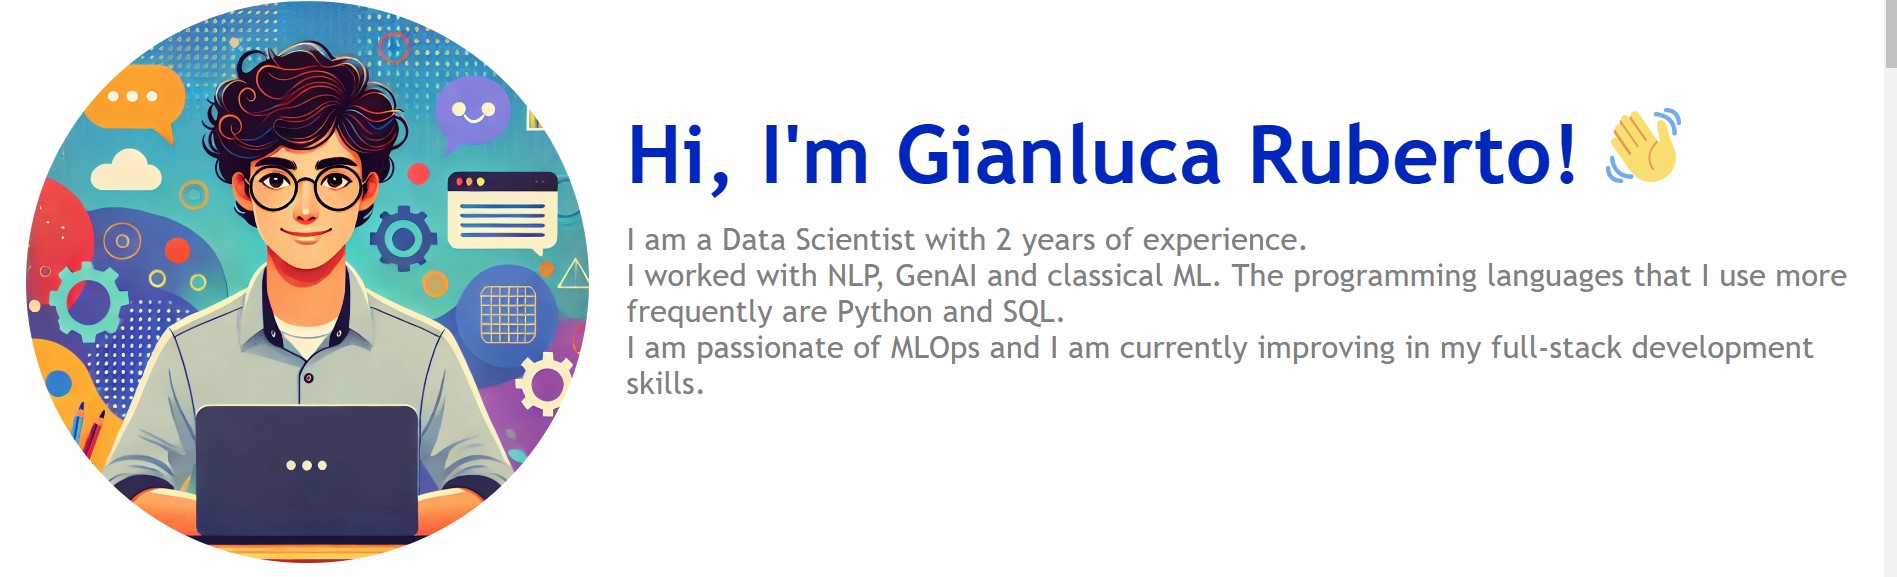 Hi, I'm Gianluca Ruberto! 👋
I am a Data Scientist with 2 years of experience.
I worked with NLP, GenAI and classical ML. The programming languages that I use more
frequently are Python and SQL.
I am passionate of MLOps and I am currently improving in my full-stack development
skills.